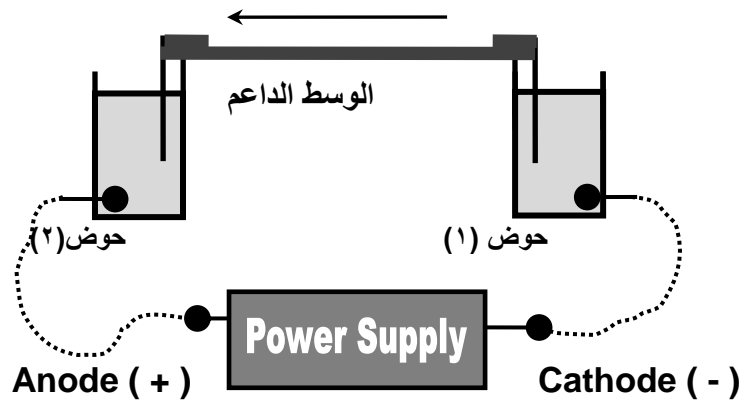 الوسط الداعم
حوض (١)
حوض(٢)
Power Supply
Anode ( + )
Cathode ( - )